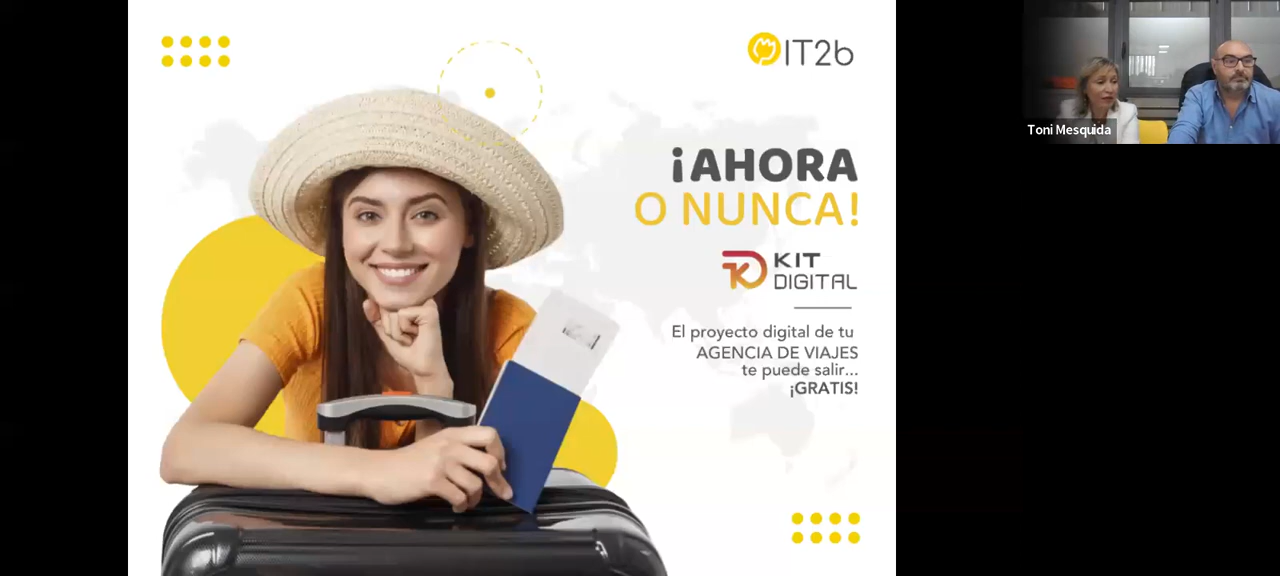 IT2b
¡AHORA
O NUNCA!
KIT
DIGITAL
El proyecto digital de tu
AGENCIA DE VIAJES
te puede salir...
¡GRATIS!
Toni Mesquida